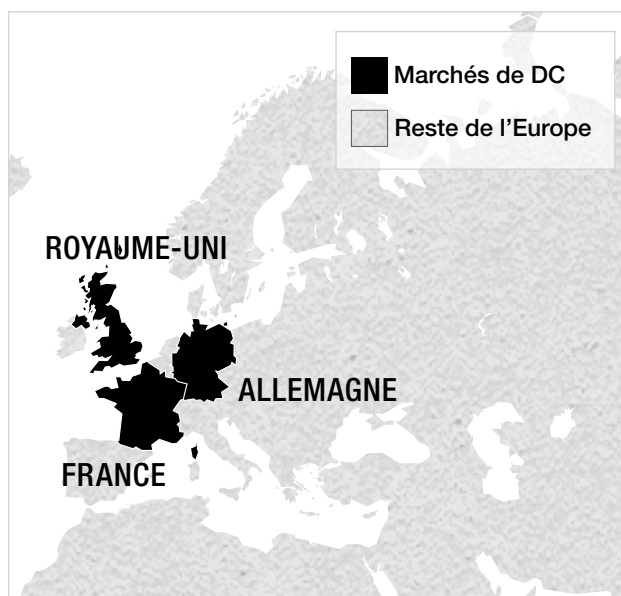 Marchés de DC
Reste de l’Europe
ROYAUME-UNI
ALLEMAGNE
FRANCE